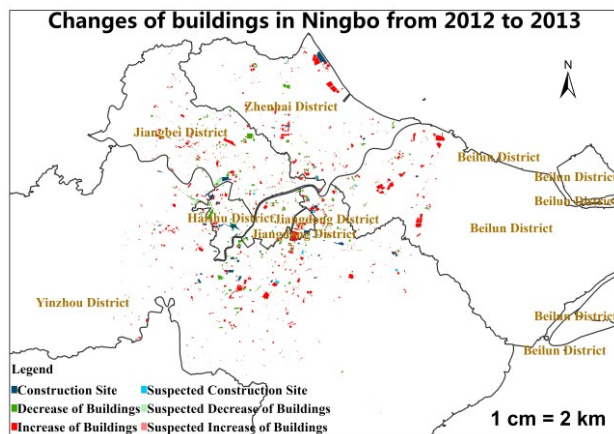 Changes of buildings in Ningbo from 2012 to 2013
N
Zhenhai District
Jiangbei District
Beilun District
Beilun District
Beilun District
Haishu District
Jiangdong District
Jiangdong District
Beilun District
Yinzhou District
Beilun District
Beilun District
Legend
Construction Site
Suspected Construction Site
Decrease of Buildings
Suspected Decrease of Buildings
Increase of Buildings
Suspected Increase of Buildings
1 cm = 2 km